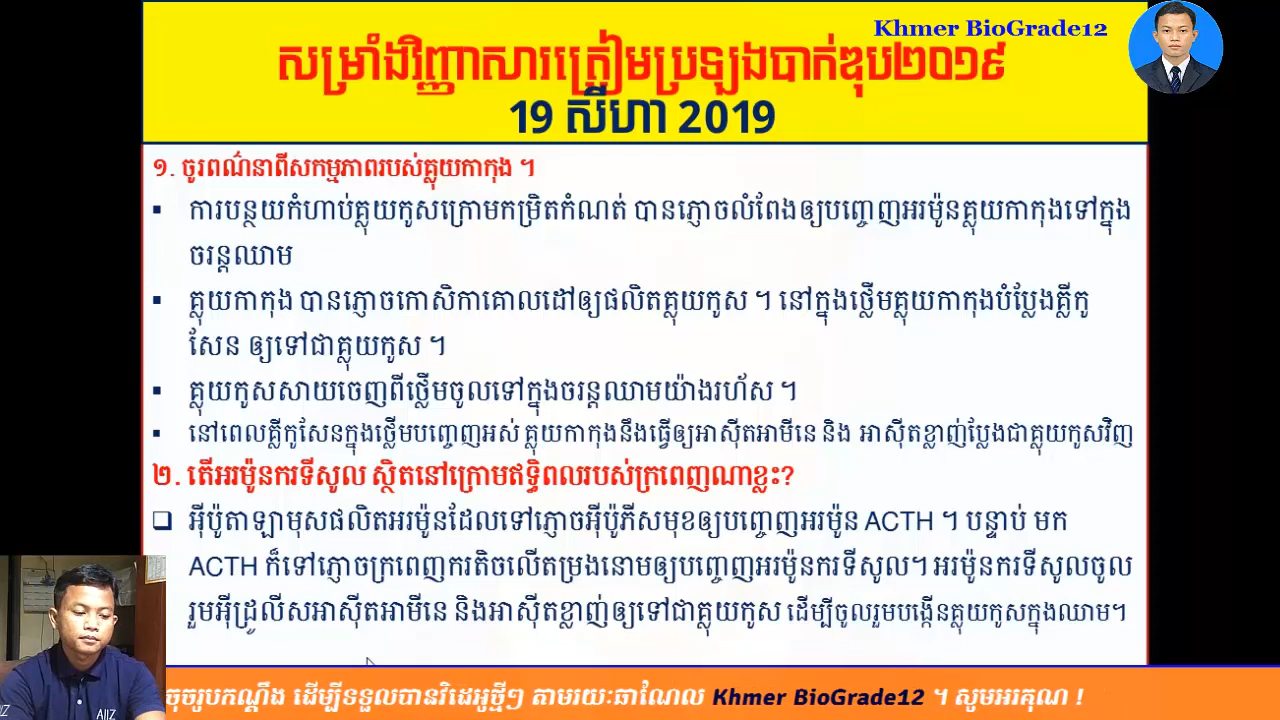 Khmer BioGrade12
សម្រាំងវិញ្ញាសារត្រៀមប្រឡងបាក់ឌុប២០១៩
19 សីហា 2019
១. ចូរពណ៌នាពីសកម្មភាពរបស់គ្លុយកាកុង ។
▪ ការបន្ថយកំហាប់គ្លុយកូសក្រោមកម្រិតកំណត់ បានភ្ញោចលំពែងឲ្យបញ្ចេញអរម៉ូនគ្លុយកាកុងទៅក្នុង
ចរន្តឈាម
▪ គ្លុយកាកុង បានភ្ញោចកោសិកាគោលដៅឲ្យផលិតគ្លុយកូស ។ នៅក្នុងថ្លើមគ្លុយកាកុងបំប្លែងគ្លីកូ
សែន ឲ្យទៅជាគ្លុយកូស ។
▪ គ្លុយកូសសាយចេញពីថ្លើមចូលទៅក្នុងចរន្តឈាមយ៉ាងរហ័ស ។
▪ នៅពេលគ្លីកូសែនក្នុងថ្លើមបញ្ចេញអស់ គ្លុយកាកុងនឹងធ្វើឲ្យអាស៊ីតអាមីនេ និង អាស៊ីតខ្លាញ់ប្លែងជាគ្លុយកូសវិញ
២. តើអរម៉ូនករទីសូល ស្ថិតនៅក្រោមឥទ្ធិពលរបស់ក្រពេញណាខ្លះ?
❑ អ៊ីប៉ូតាឡាមុសផលិតអរម៉ូនដែលទៅភ្ញោចអ៊ីប៉ូភីសមុខឲ្យបញ្ចេញអរម៉ូន ACTH ។ បន្ទាប់ មក
ACTH ក៏ទៅភ្ញោចក្រពេញករតិចលើតម្រងនោមឲ្យបញ្ចេញអរម៉ូនករទីសូល។ អរម៉ូនករទីសូលចូល
រួមអ៊ីដ្រូលីសអាស៊ីតអាមីនេ និងអាស៊ីតខ្លាញ់ឲ្យទៅជាគ្លុយកូស ដើម្បីចូលរួមបង្កើនគ្លុយកូសក្នុងឈាម។
ចុចរូបកណ្ដឹង ដើម្បីទទួលបានវិដេអូថ្មីៗ តាមរយៈឆាណែល Khmer BioGrade12 ។ សូមអរគុណ !